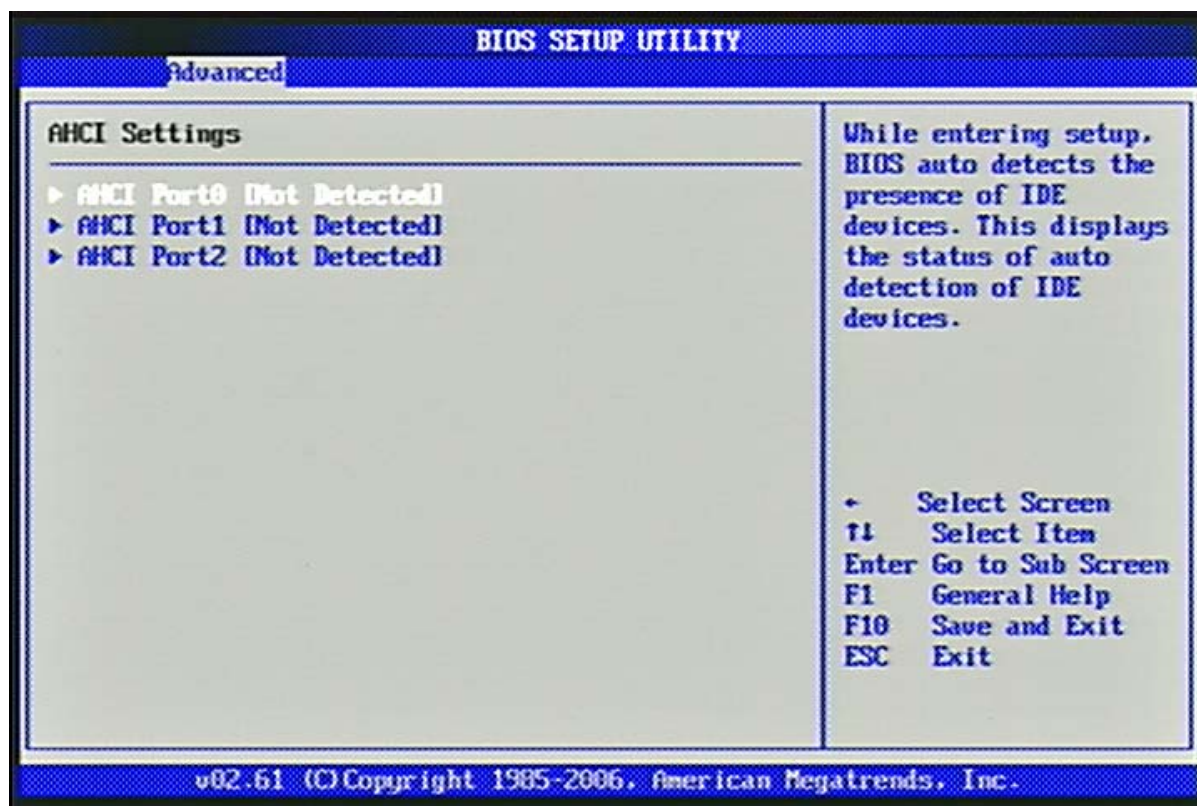 BIOS SETUP UTILITY
Advanced
AHCI Settings
► AHCI Port0 [Not Detected]
► AHCI Port1 [Not Detected]
► AHCI Port2 [Not Detected]
While entering setup,
BIOS auto detects the
presence of IDE
devices. This displays
the status of auto
detection of IDE
devices.
← Select Screen
↑↓ Select Item
Enter Go to Sub Screen
F1 General Help
F10 Save and Exit
ESC Exit
v02.61 (C)Copyright 1985-2006, American Megatrends, Inc.